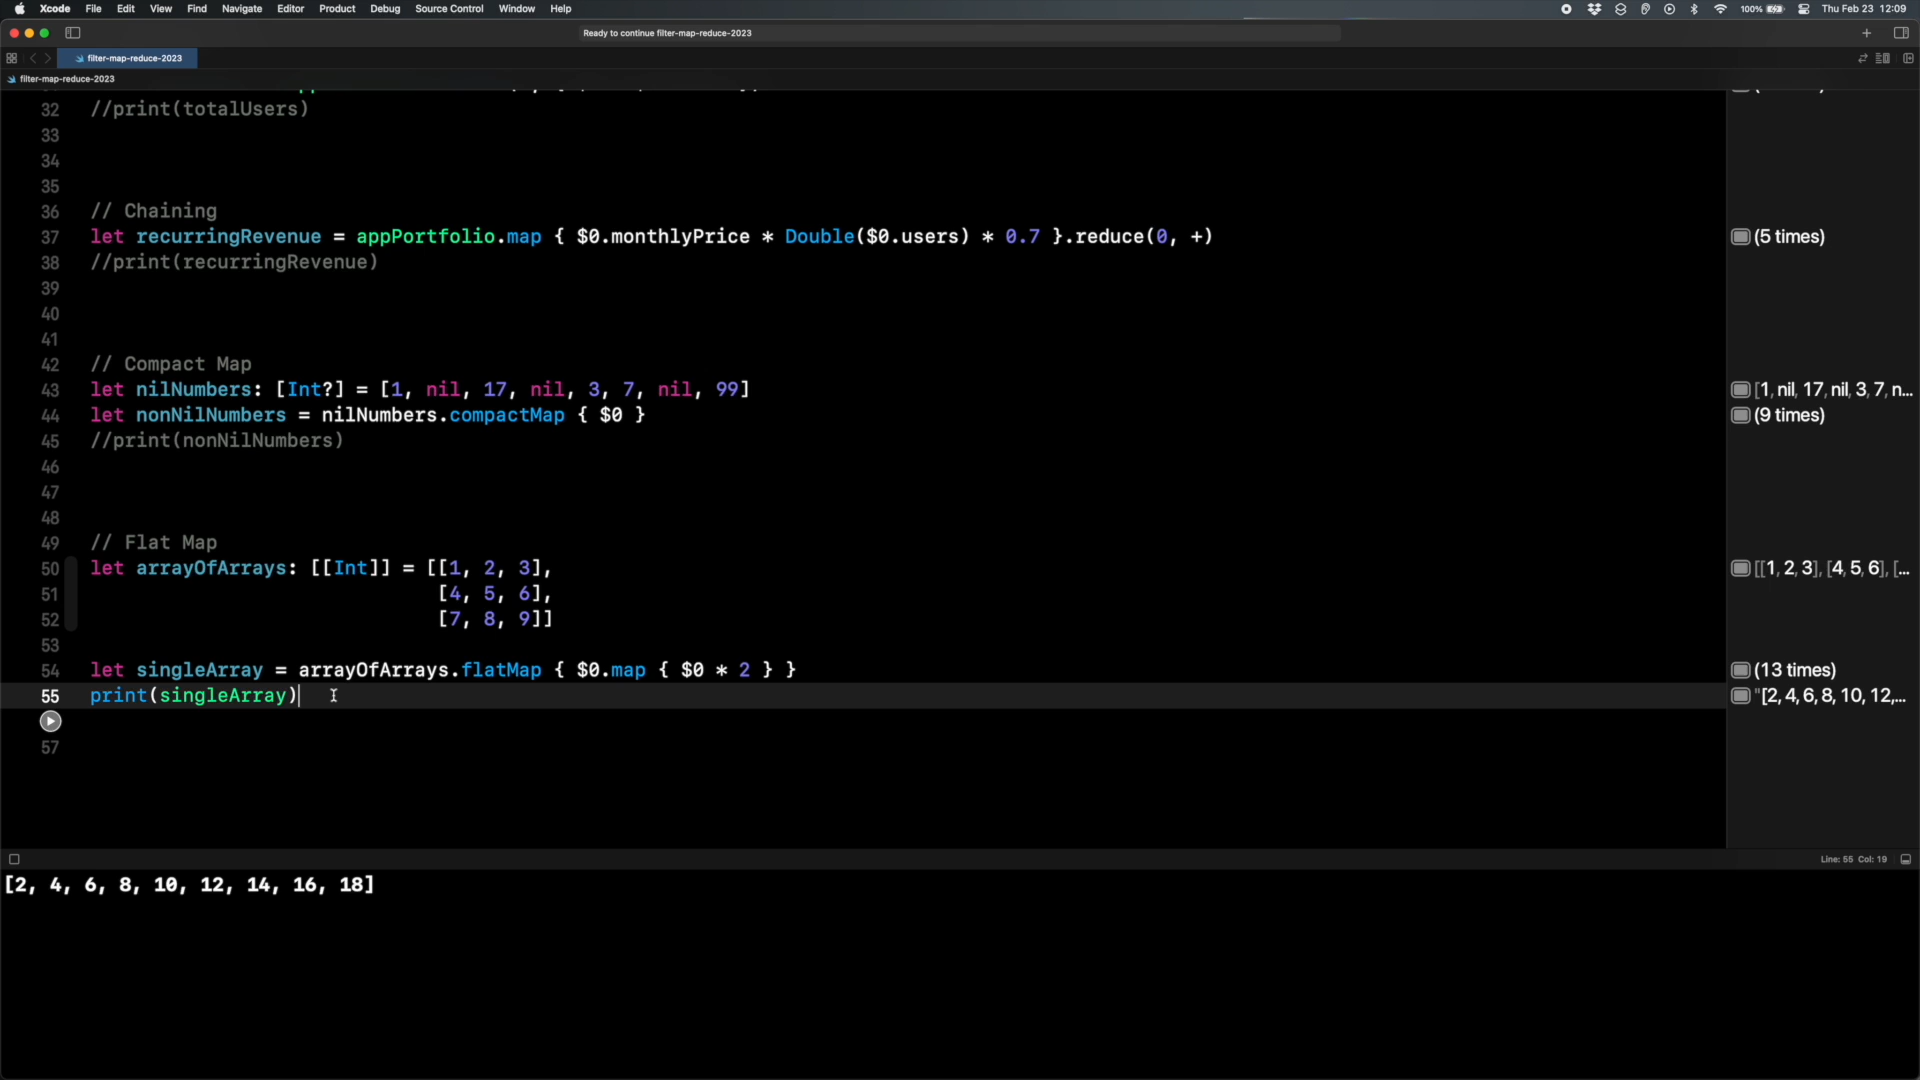 Xcode File Edit View Find Navigate Editor Product Debug Source Control Window Help 100% Thu Feb 23 12:09
Ready to continue filter-map-reduce-2023
filter-map-reduce-2023
filter-map-reduce-2023
32 //print(totalUsers)
33
34
35
36 // Chaining
37 let recurringRevenue = appPortfolio.map { $0.monthlyPrice * Double($0.users) * 0.7 }.reduce(0, +) (5 times)
38 //print(recurringRevenue)
39
40
41
42 // Compact Map
43 let nilNumbers: [Int?] = [1, nil, 17, nil, 3, 7, nil, 99] [1, nil, 17, nil, 3, 7, n...
44 let nonNilNumbers = nilNumbers.compactMap { $0 } (9 times)
45 //print(nonNilNumbers)
46
47
48
49 // Flat Map
50 let arrayOfArrays: [[Int]] = [[1, 2, 3], [[1, 2, 3], [4, 5, 6], [...
51 [4, 5, 6],
52 [7, 8, 9]]
53
54 let singleArray = arrayOfArrays.flatMap { $0.map { $0 * 2 } } (13 times)
55 print(singleArray) "[2, 4, 6, 8, 10, 12,...
57
Line: 55 Col: 19
[2, 4, 6, 8, 10, 12, 14, 16, 18]